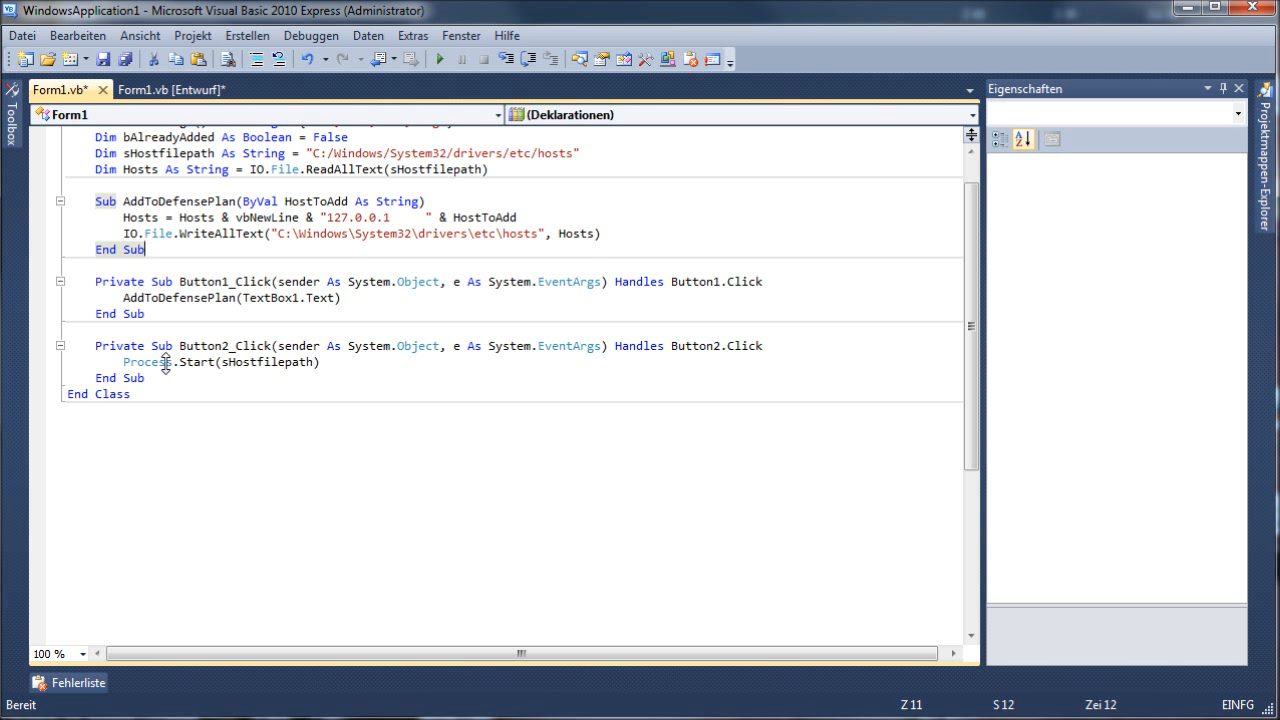 WindowsApplication1 - Microsoft Visual Basic 2010 Express (Administrator)
Datei Bearbeiten Ansicht Projekt Erstellen Debuggen Daten Extras Fenster Hilfe
Form1.vb* Form1.vb [Entwurf]*
Toolbox
Form1 (Deklarationen)
Dim bAlreadyAdded As Boolean = False
Dim sHostfilepath As String = "C:/Windows/System32/drivers/etc/hosts"
Dim Hosts As String = IO.File.ReadAllText(sHostfilepath)
Sub AddToDefensePlan(ByVal HostToAdd As String)
Hosts = Hosts & vbNewLine & "127.0.0.1     " & HostToAdd
IO.File.WriteAllText("C:\Windows\System32\drivers\etc\hosts", Hosts)
End Sub
Private Sub Button1_Click(sender As System.Object, e As System.EventArgs) Handles Button1.Click
AddToDefensePlan(TextBox1.Text)
End Sub
Private Sub Button2_Click(sender As System.Object, e As System.EventArgs) Handles Button2.Click
Process.Start(sHostfilepath)
End Sub
End Class
100 %
Eigenschaften
Projektmappen-Explorer
Fehlerliste
Bereit Z 11 S 12 Zei 12 EINFG